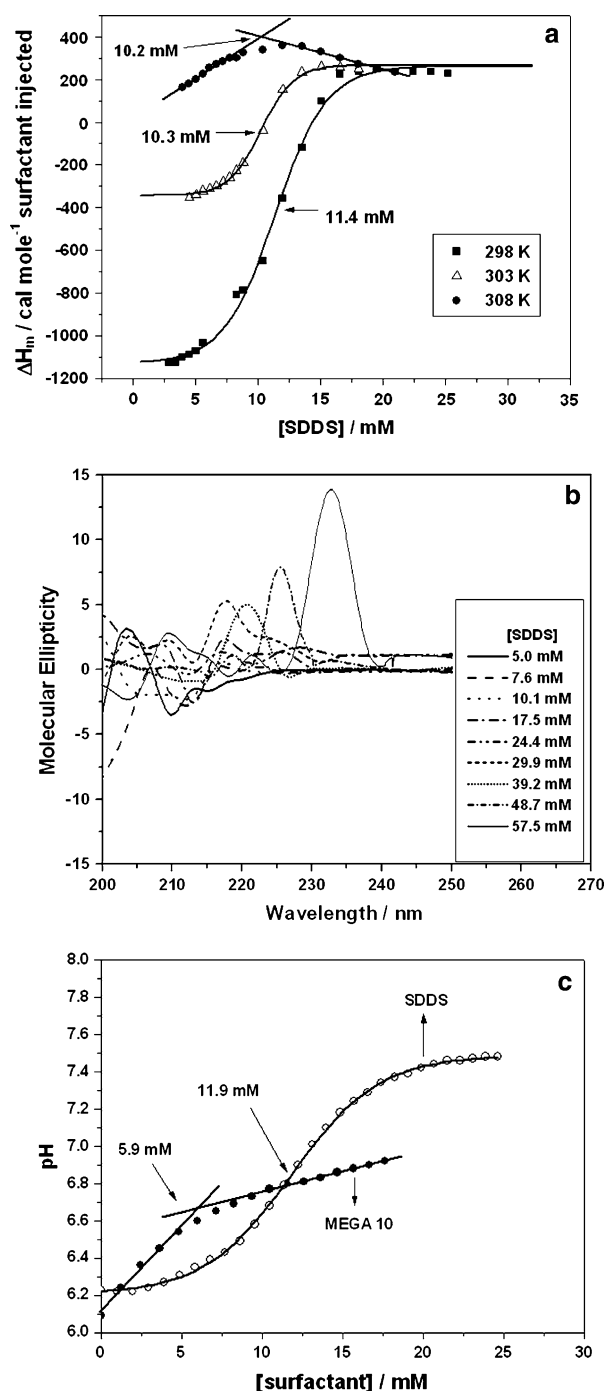 a
400
200
0
-200
-400
-600
-800
-1000
-1200
ΔHm / cal mole-1 surfactant injected
10.2 mM
10.3 mM
11.4 mM
298 K
303 K
308 K
0 5 10 15 20 25 30 35
[SDDS] / mM
b
15
10
5
0
-5
-10
-15
Molecular Ellipticity
[SDDS]
5.0 mM
7.6 mM
10.1 mM
17.5 mM
24.4 mM
29.9 mM
39.2 mM
48.7 mM
57.5 mM
200 210 220 230 240 250 260 270
Wavelength / nm
c
8.0
7.8
7.6
7.4
7.2
7.0
6.8
6.6
6.4
6.2
6.0
pH
SDDS
11.9 mM
5.9 mM
MEGA 10
0 5 10 15 20 25 30
[surfactant] / mM